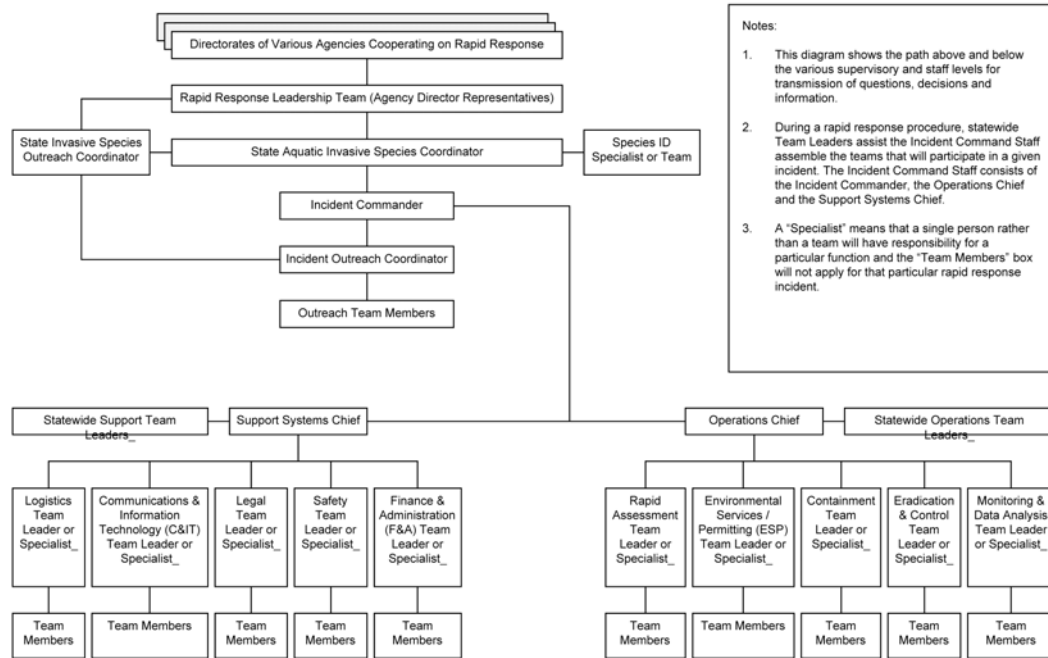 Directorates of Various Agencies Cooperating on Rapid Response
Rapid Response Leadership Team (Agency Director Representatives)
State Invasive Species
Outreach Coordinator
State Aquatic Invasive Species Coordinator
Species ID
Specialist or Team
Incident Commander
Incident Outreach Coordinator
Outreach Team Members
Notes:
1. This diagram shows the path above and below
the various supervisory and staff levels for
transmission of questions, decisions and
information.
2. During a rapid response procedure, statewide
Team Leaders assist the Incident Command Staff
assemble the teams that will participate in a given
incident. The Incident Command Staff consists of
the Incident Commander, the Operations Chief
and the Support Systems Chief.
3. A “Specialist” means that a single person rather
than a team will have responsibility for a
particular function and the “Team Members” box
will not apply for that particular rapid response
incident.
Statewide Support Team
Leaders_
Support Systems Chief
Operations Chief
Statewide Operations Team
Leaders_
Logistics
Team
Leader or
Specialist_
Communications &
Information
Technology (C&IT)
Team Leader or
Specialist_
Legal
Team
Leader or
Specialist_
Safety
Team
Leader or
Specialist_
Finance &
Administration
(F&A) Team
Leader or
Specialist_
Rapid
Assessment
Team
Leader or
Specialist_
Environmental
Services /
Permitting (ESP)
Team Leader or
Specialist_
Containment
Team
Leader or
Specialist_
Eradication
& Control
Team
Leader or
Specialist_
Monitoring &
Data Analysis
Team Leader
or Specialist_
Team
Members
Team Members
Team
Members
Team
Members
Team
Members
Team
Members
Team Members
Team
Members
Team
Members
Team
Members